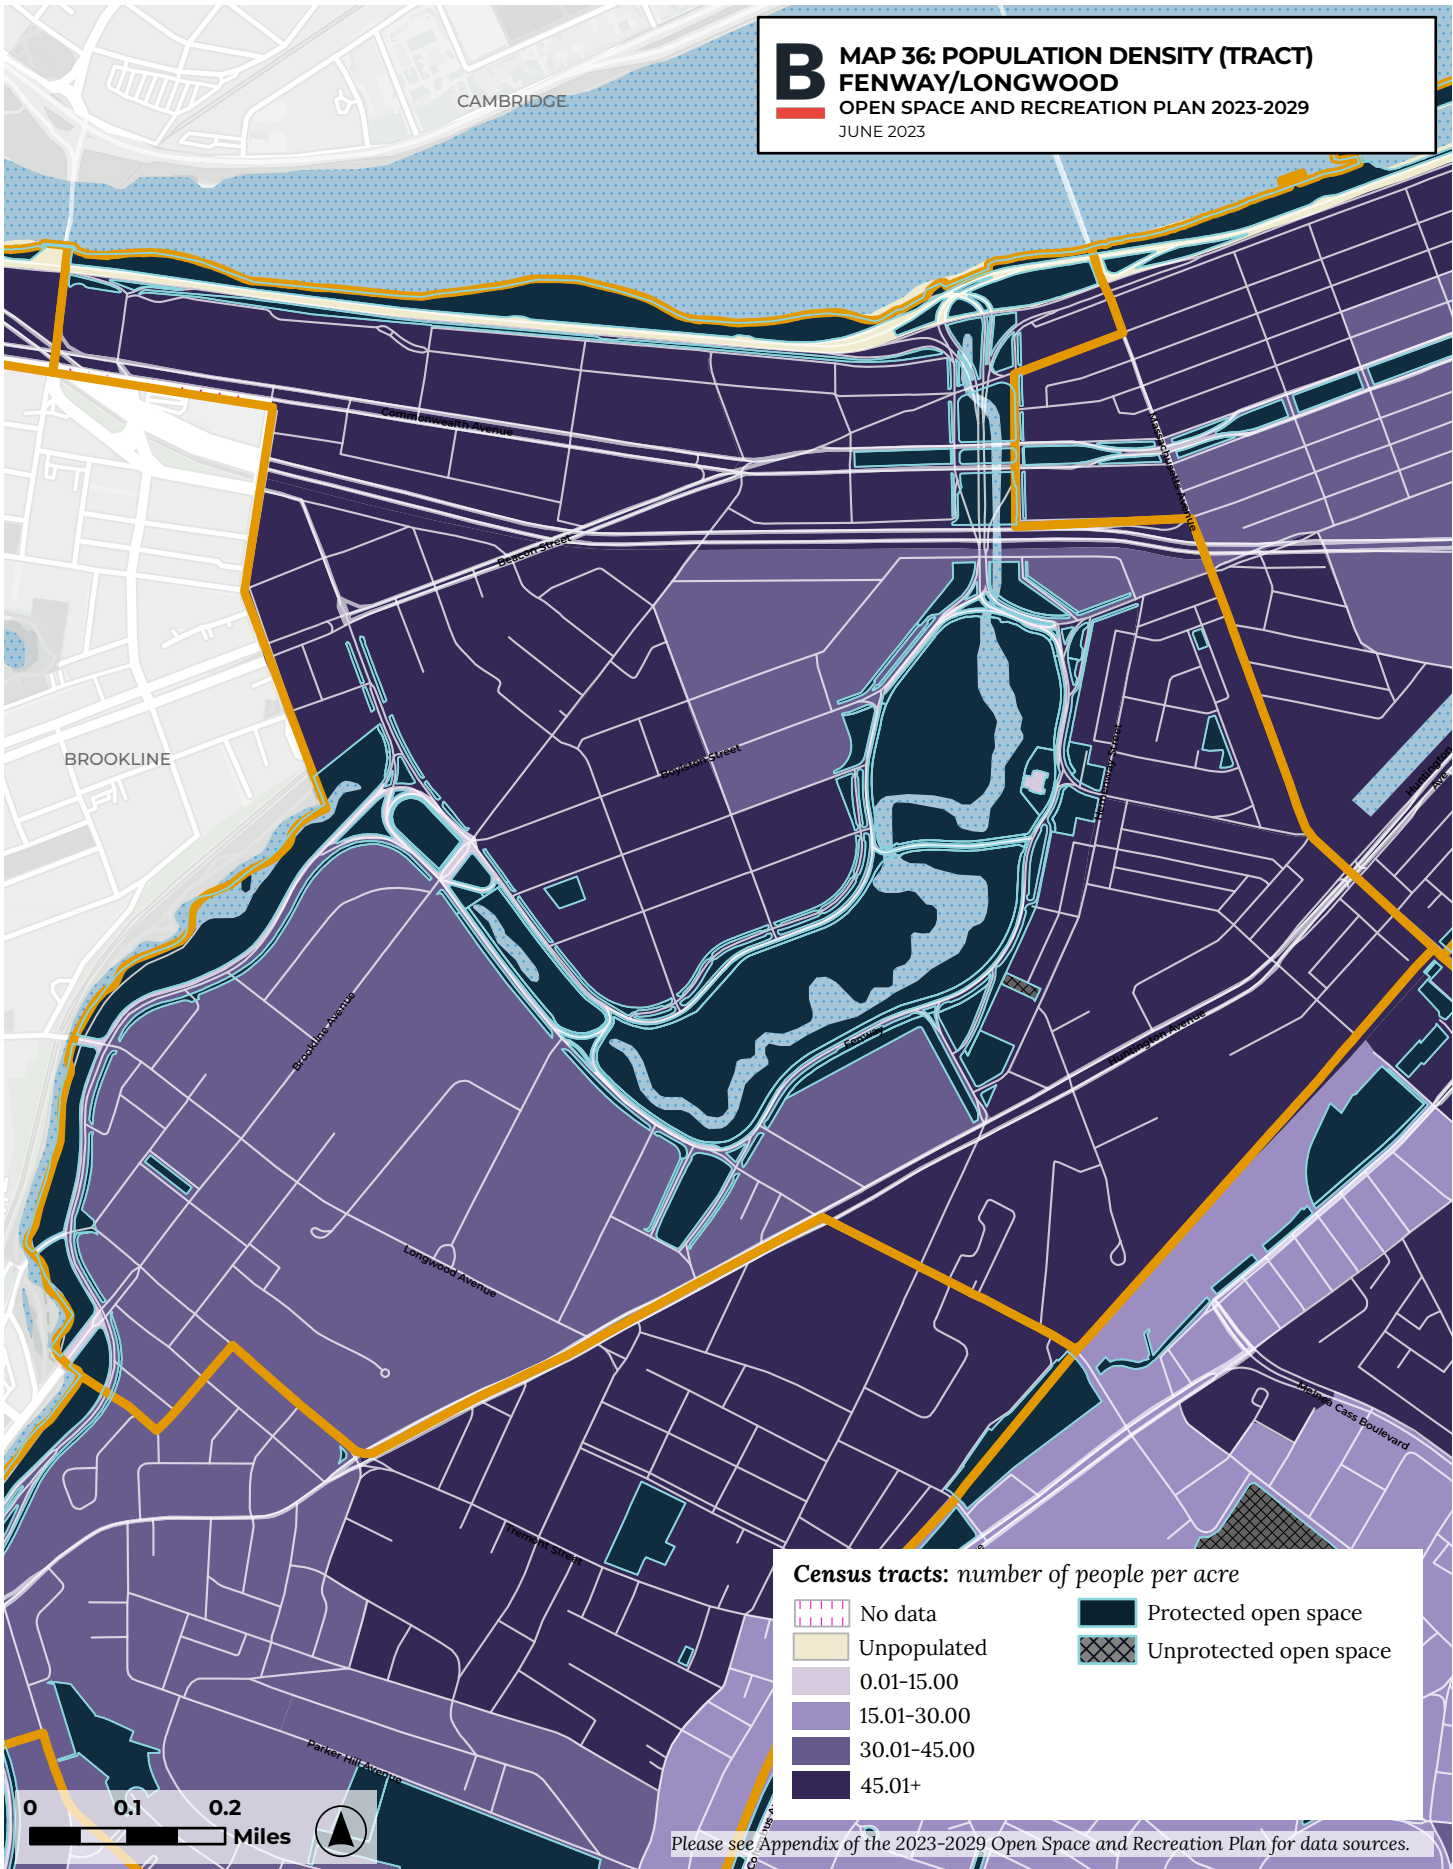 B
MAP 36: POPULATION DENSITY (TRACT)
FENWAY/LONGWOOD
OPEN SPACE AND RECREATION PLAN 2023-2029
JUNE 2023
CAMBRIDGE
Commonwealth Avenue
Massachusetts Avenue
Beacon Street
BROOKLINE
Boylston Street
Hemenway Street
Huntington
Ave
Brookline Avenue
Fenway
Huntington Avenue
Longwood Avenue
Melnea Cass Boulevard
Tremont Street
Parker Hill Avenue
Census tracts: number of people per acre
No data
Unpopulated
0.01-15.00
15.01-30.00
30.01-45.00
45.01+
Protected open space
Unprotected open space
0 0.1 0.2
Miles
Please see Appendix of the 2023-2029 Open Space and Recreation Plan for data sources.